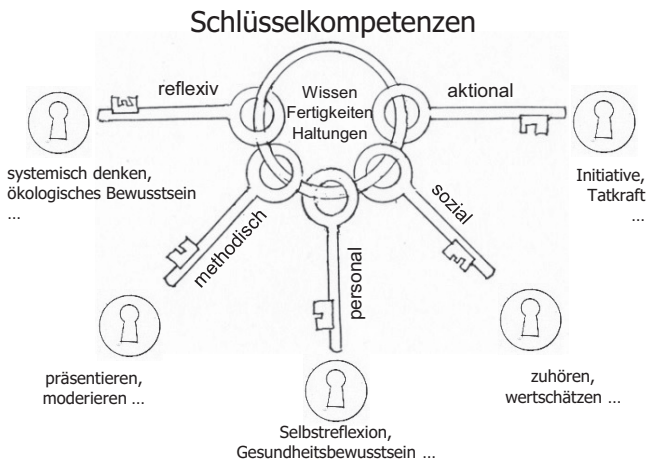 Schlüsselkompetenzen
reflexiv
Wissen
Fertigkeiten
Haltungen
aktional
systemisch denken,
ökologisches Bewusstsein
...
methodisch
personal
sozial
Initiative,
Tatkraft
...
präsentieren,
moderieren ...
Selbstreflexion,
Gesundheitsbewusstsein ...
zuhören,
wertschätzen ...